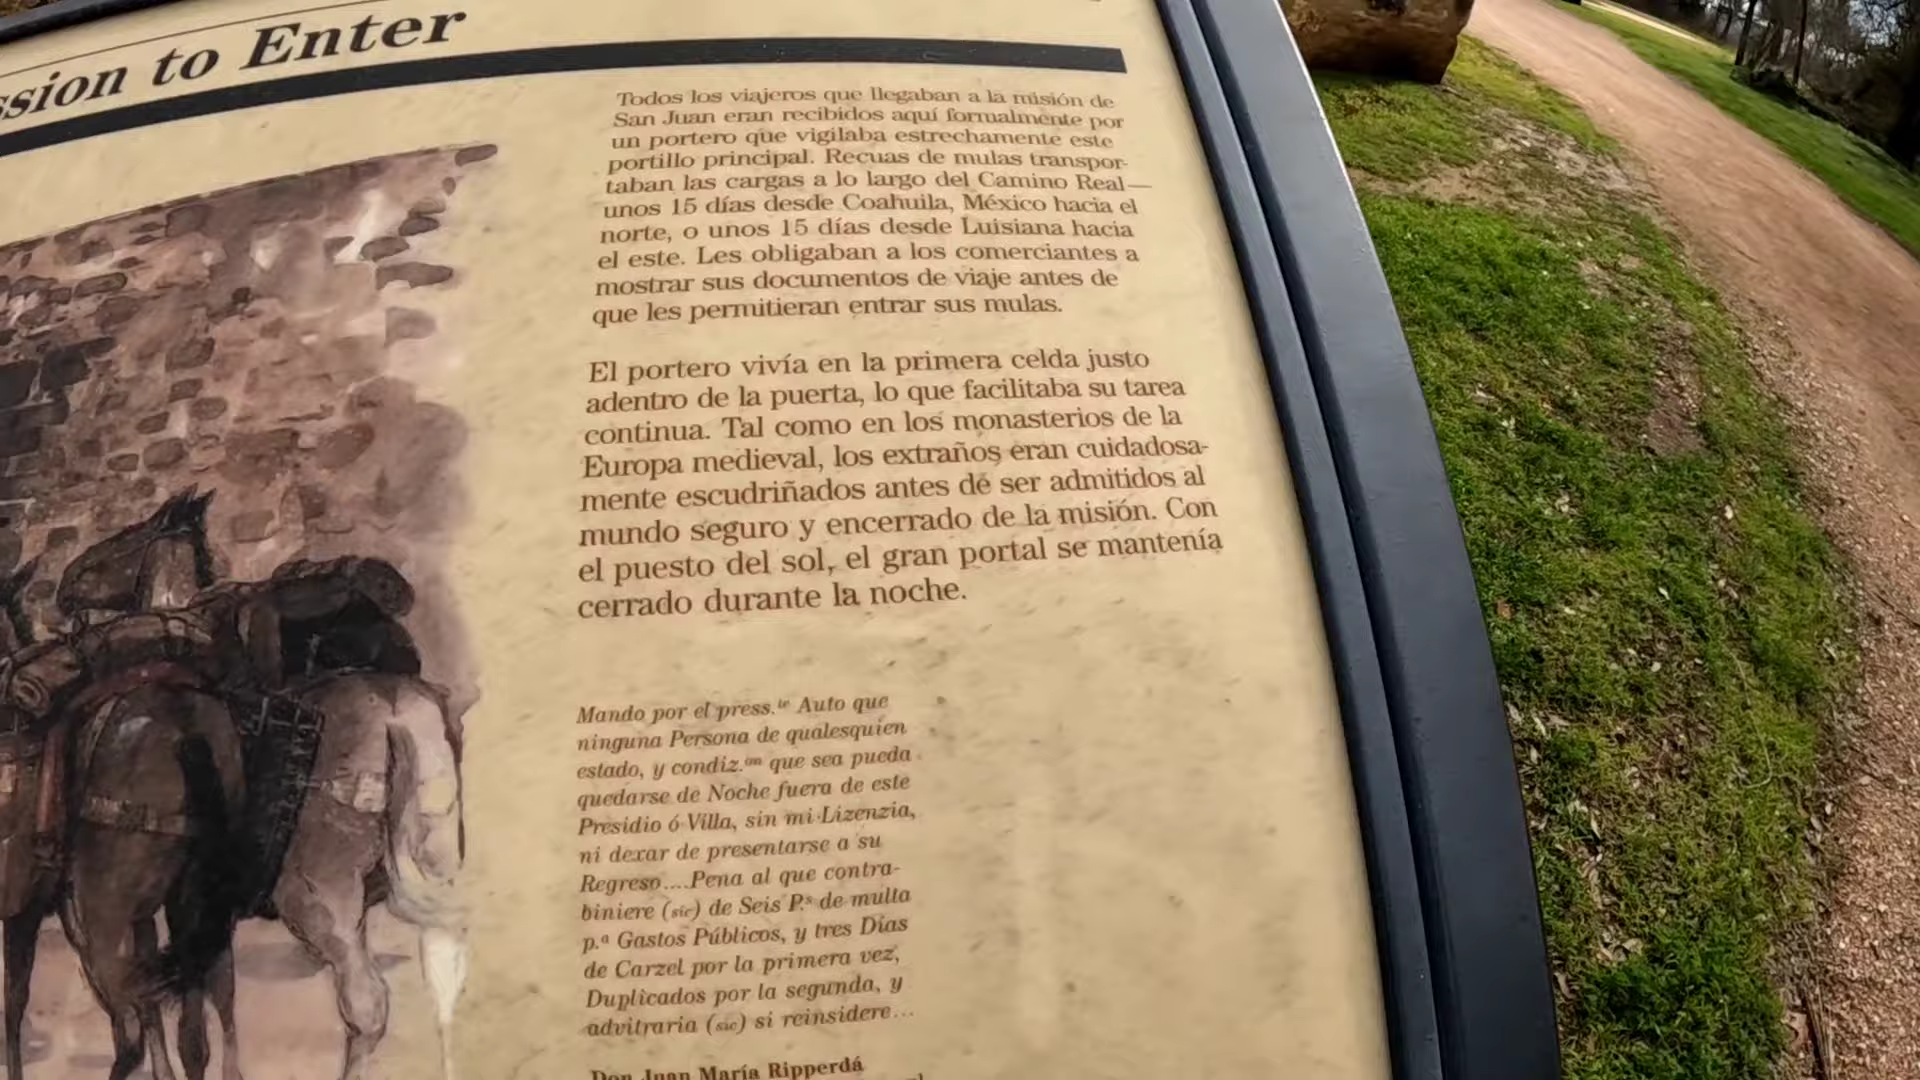 to Enter
Todos los viajeros que llegaban a la misión de
San Juan eran recibidos aquí formualmente por
un portero que vigilaba estrechamente este
portillo principal. Recuas de mulas transpor-
taban las cargas a lo largo del Camino Real—
unos 15 días desde Coahuila, México hacia el
norte, o unos 15 días desde Luisiana hacia
el este. Les obligaban a los comerciantes a
mostrar sus documentos de viaje antes de
que les permitieran entrar sus mulas.
El portero vivía en la primera celda justo
adentro de la puerta, lo que facilitaba su tarea
continua. Tal como en los monasterios de la
Europa medieval, los extraños eran cuidadosa-
mente escudriñados antes de ser admitidos al
mundo seguro y encerrado de la misión. Con
el puesto del sol, el gran portal se mantenía
cerrado durante la noche.
Mando por el press.te Auto que
ninguna Persona de qualesquien
estado, y condiz.on que sea pueda
quedarse de Noche fuera de este
Presidio ó Villa, sin mi Lizenzia,
ni dexar de presentarse a su
Regreso....Pena al que contra-
biniere (sic) de Seis P.s de multa
p.a Gastos Públicos, y tres Días
de Carzel por la primera vez,
Duplicados por la segunda, y
advitraria (sic) si reinsidere...
Don Juan María Ripperdá